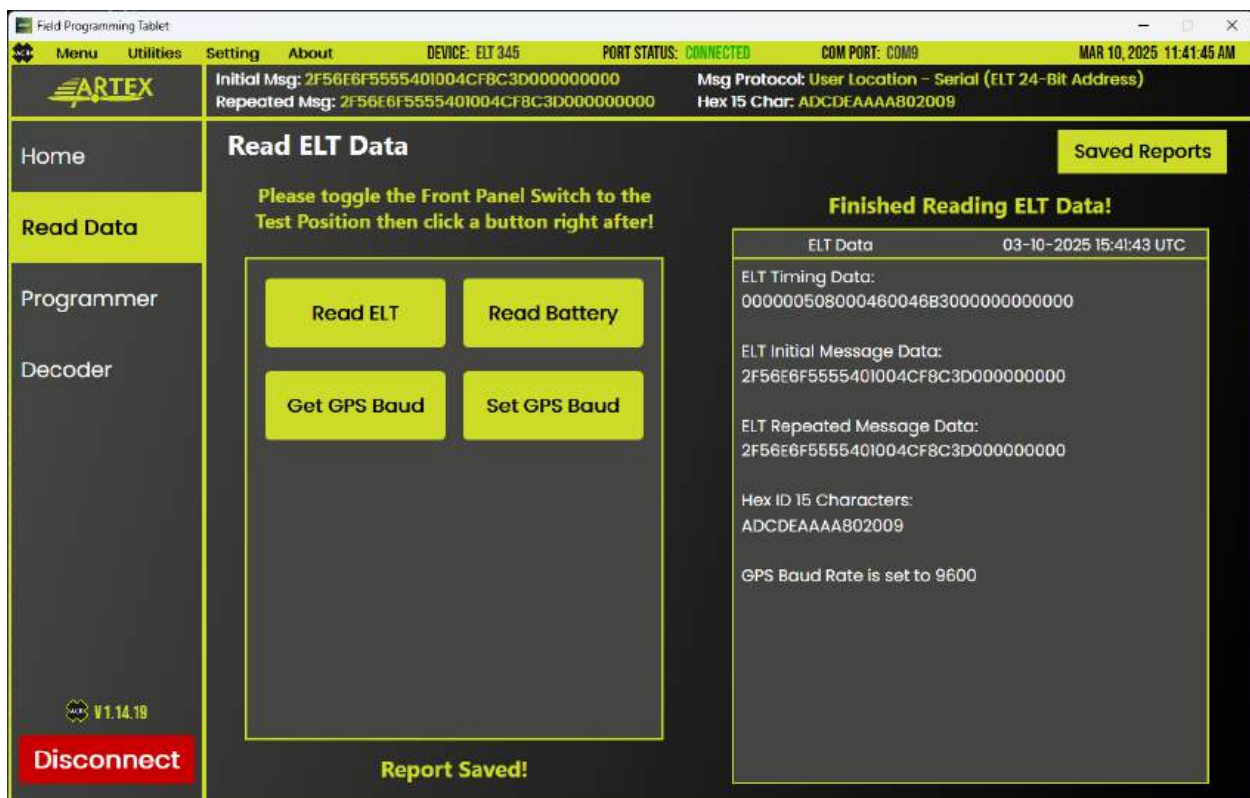 Field Programming Tablet
ACR Menu Utilities Setting About DEVICE: ELT 345 PORT STATUS: CONNECTED COM PORT: COM9 MAR 10, 2025 11:41:45 AM
ARTEX
Initial Msg: 2F56E6F5555401004CF8C3D000000000 Msg Protocol: User Location - Serial (ELT 24-Bit Address)
Repeated Msg: 2F56E6F5555401004CF8C3D000000000 Hex 15 Char: ADCDEAAAA802009
Home
Read Data
Programmer
Decoder
ACR V 1.14.19
Disconnect
Read ELT Data
Saved Reports
Please toggle the Front Panel Switch to the
Test Position then click a button right after!
Read ELT Read Battery
Get GPS Baud Set GPS Baud
Report Saved!
Finished Reading ELT Data!
ELT Data 03-10-2025 15:41:43 UTC
ELT Timing Data:
000000508000460046B3000000000000
ELT Initial Message Data:
2F56E6F5555401004CF8C3D000000000
ELT Repeated Message Data:
2F56E6F5555401004CF8C3D000000000
Hex ID 15 Characters:
ADCDEAAAA802009
GPS Baud Rate is set to 9600